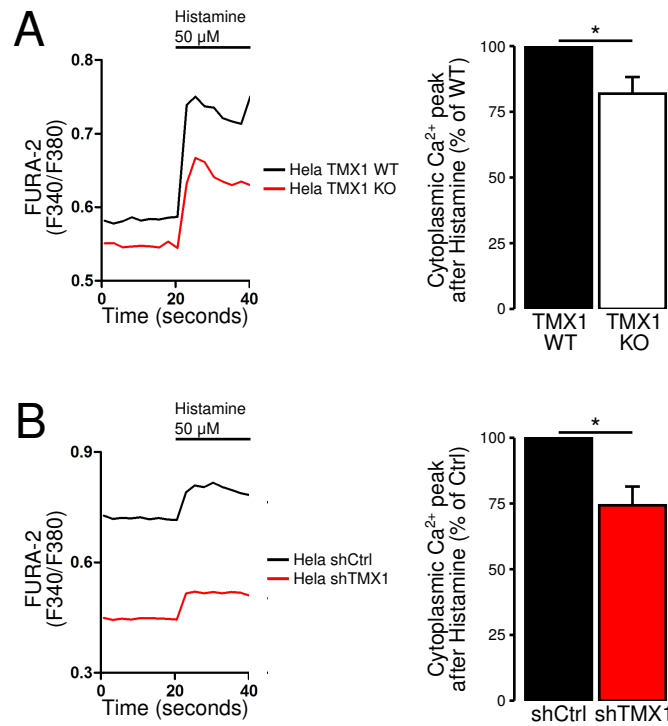 A
Histamine
50 µM
0.8
0.7
0.6
0.5
FURA-2
(F340/F380)
0
20
40
Time (seconds)
Hela TMX1 WT
Hela TMX1 KO
*
100
75
50
25
0
Cytoplasmic Ca²⁺ peak
after Histamine (% of WT)
TMX1
WT
TMX1
KO
B
Histamine
50 µM
0.9
0.6
0.3
FURA-2
(F340/F380)
0
20
40
Time (seconds)
Hela shCtrl
Hela shTMX1
*
100
75
50
25
0
Cytoplasmic Ca²⁺ peak
after Histamine (% of Ctrl)
shCtrl
shTMX1